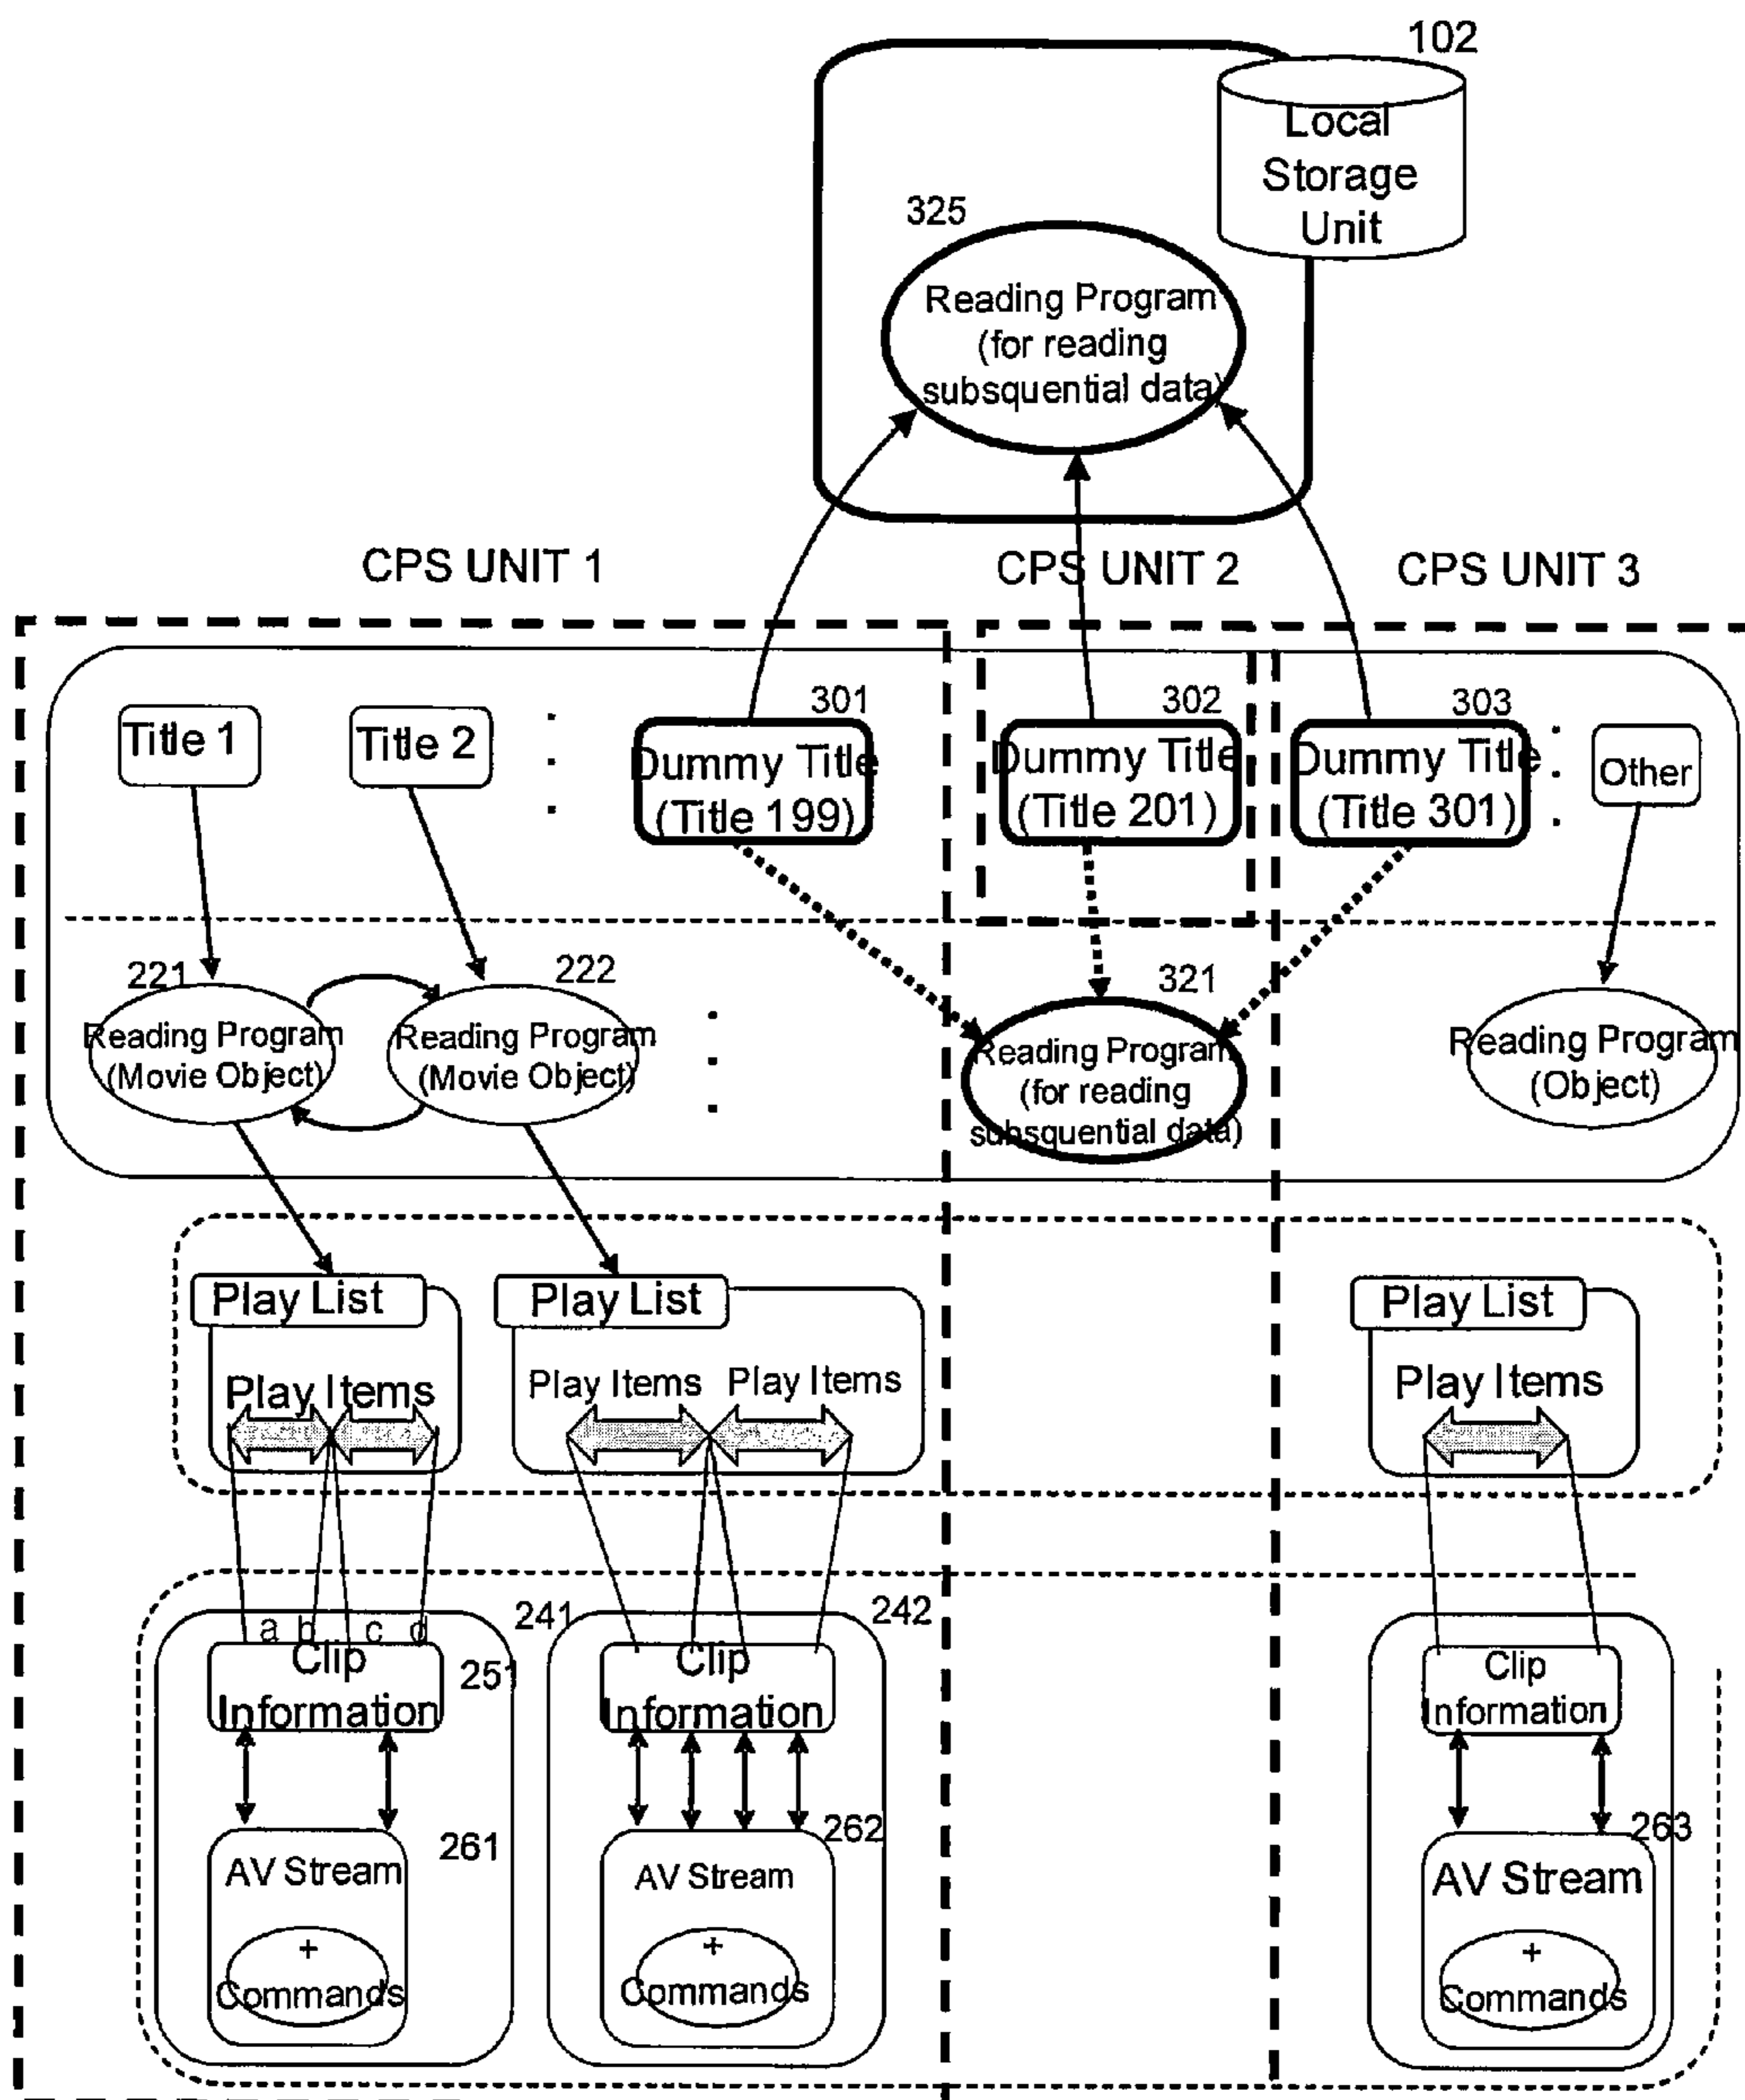 102
Local
Storage
Unit
325
Reading Program
(for reading
subsquential data)
CPS UNIT 1
CPS UNIT 2
CPS UNIT 3
Title 1
Title 2
301
Dummy Title
(Title 199)
302
Dummy Title
(Title 201)
303
Dummy Title
(Title 301)
Other
221
Reading Program
(Movie Object)
222
Reading Program
(Movie Object)
321
Reading Program
(for reading
subsquential data)
Reading Program
(Object)
Play List
Play Items
Play List
Play Items Play Items
Play List
Play Items
241
a b c d
Clip
Information
251
242
Clip
Information
Clip
Information
261
AV Stream
+
Commands
262
AV Stream
+
Commands
263
AV Stream
+
Commands